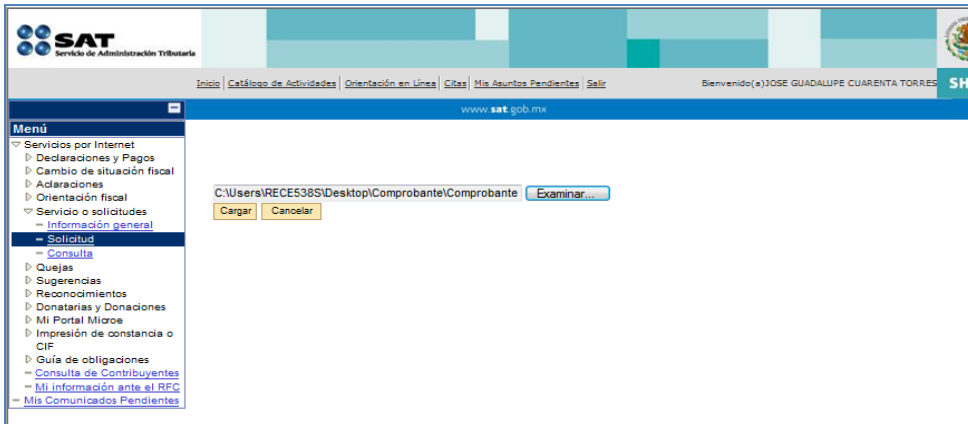 SAT
Servicio de Administración Tributaria
Inicio | Catálogo de Actividades | Orientación en Línea | Citas | Mis Asuntos Pendientes | Salir
Bienvenido(a)JOSE GUADALUPE CUARENTA TORRES
SH
www.sat.gob.mx
Menú
Servicios por Internet
Declaraciones y Pagos
Cambio de situación fiscal
Aclaraciones
Orientación fiscal
Servicio o solicitudes
Información general
Solicitud
Consulta
Quejas
Sugerencias
Reconocimientos
Donatarias y Donaciones
Mi Portal Microe
Impresión de constancia o
CIF
Guía de obligaciones
Consulta de Contribuyentes
Mi información ante el RFC
Mis Comunicados Pendientes
C:\Users\RECE538S\Desktop\Comprobante\Comprobante
Examinar...
Cargar
Cancelar